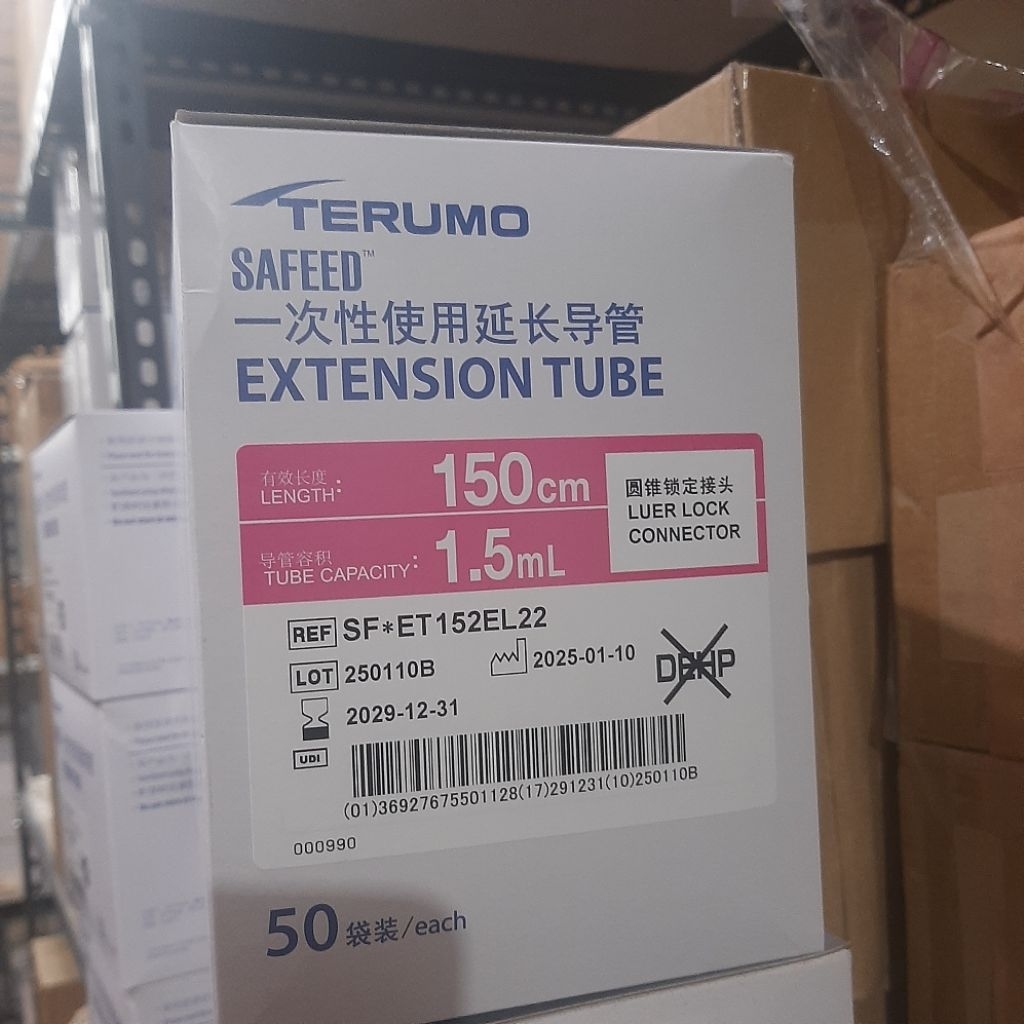 TERUMO
SAFEED™
一次性使用延长导管
EXTENSION TUBE
有效长度
LENGTH:
150cm
导管容积
TUBE CAPACITY:
1.5mL
圆锥锁定接头
LUER LOCK
CONNECTOR
REF SF*ET152EL22
LOT 250110B
2025-01-10
DEHP
2029-12-31
UDI
(01)36927675501128(17)291231(10)250110B
000990
50袋装/each